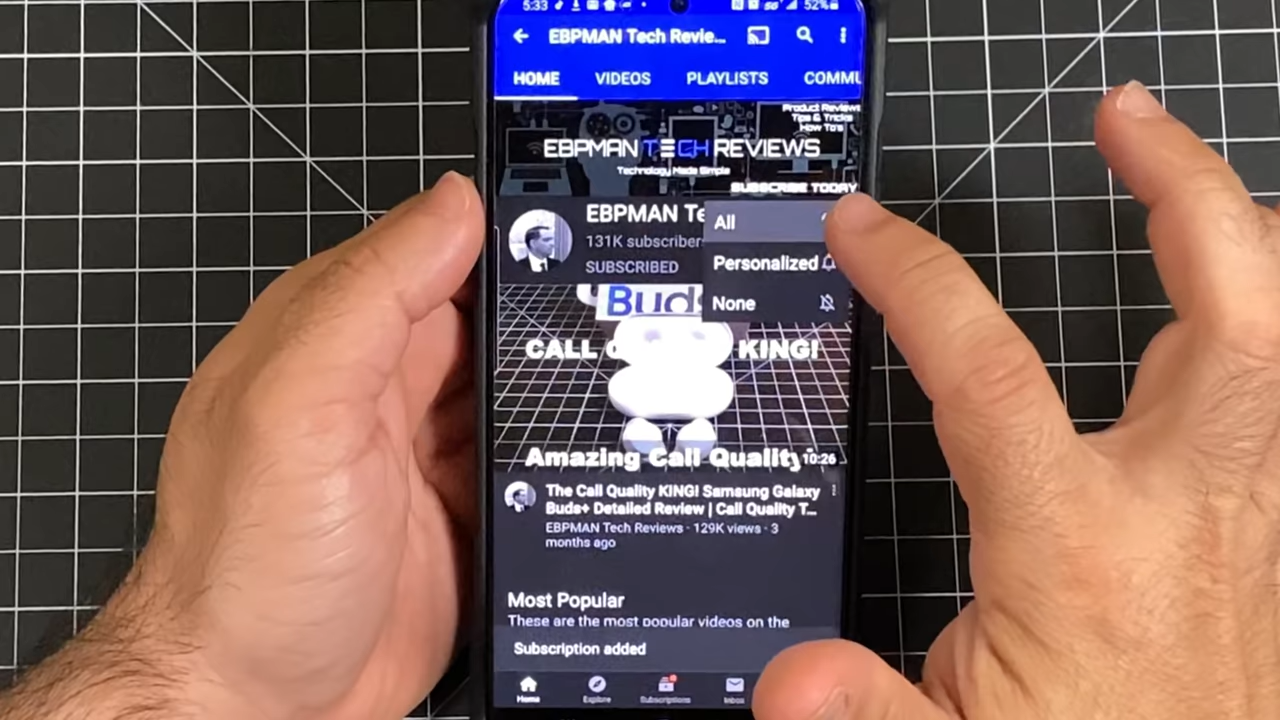 5:33 5G 52%
EBPMAN Tech Revie...
HOME VIDEOS PLAYLISTS COMMU
Product Reviews
Tips & Tricks
How To's
EBPMAN TECH REVIEWS
Technology Made Simple
SUBSCRIBE TODAY
EBPMAN Te
All
131K subscribers
SUBSCRIBED
Personalized
None
Buds
CALL KING!
Amazing Call Quality
10:26
The Call Quality KING! Samsung Galaxy
Buds+ Detailed Review | Call Quality T...
EBPMAN Tech Reviews · 129K views · 3
months ago
Most Popular
These are the most popular videos on the
Subscription added
Home Explore Subscriptions Inbox